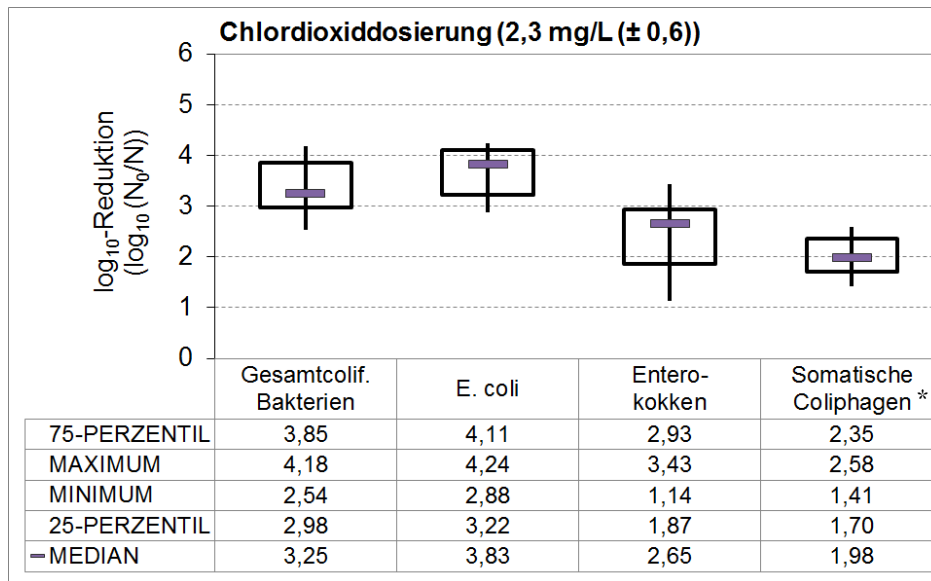 Chlordioxiddosierung (2,3 mg/L (± 0,6))
log₁₀-Reduktion
(log₁₀ (N₀/N))
6
5
4
3
2
1
0
Gesamtcolif. Bakterien E. coli Entero-kokken Somatische Coliphagen *
75-PERZENTIL 3,85 4,11 2,93 2,35
MAXIMUM 4,18 4,24 3,43 2,58
MINIMUM 2,54 2,88 1,14 1,41
25-PERZENTIL 2,98 3,22 1,87 1,70
MEDIAN 3,25 3,83 2,65 1,98